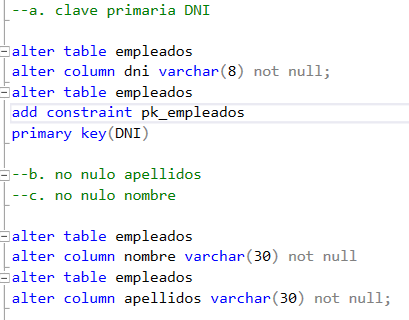 --a. clave primaria DNI
alter table empleados
alter column dni varchar(8) not null;
alter table empleados
add constraint pk_empleados
primary key(DNI)
--b. no nulo apellidos
--c. no nulo nombre
alter table empleados
alter column nombre varchar(30) not null
alter table empleados
alter column apellidos varchar(30) not null;